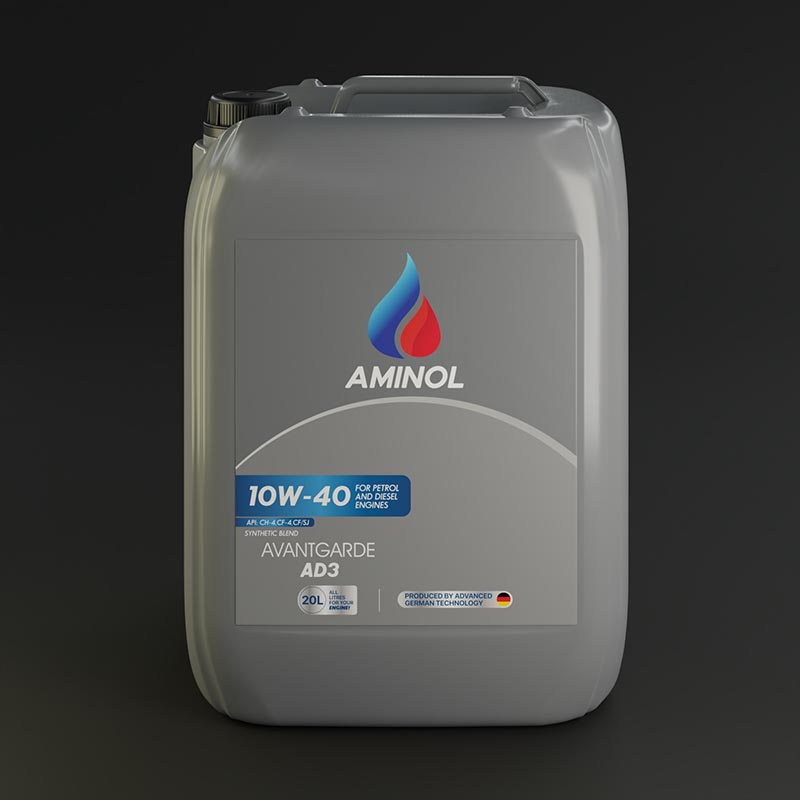 AMINOL
10W-40
FOR PETROL
AND DIESEL
ENGINES
API: CH-4,CF-4,CF/SJ
SYNTHETIC BLEND
AVANTGARDE
AD3
20L
ALL
LITRES
FOR YOUR
ENGINE!
PRODUCED BY ADVANCED
GERMAN TECHNOLOGY